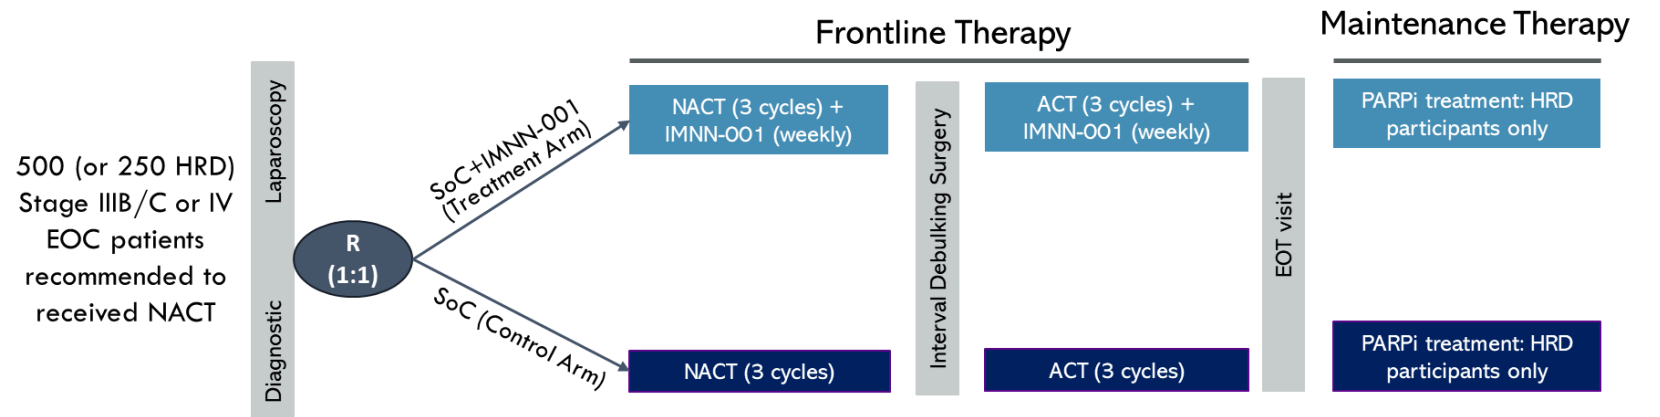 Frontline Therapy
Maintenance Therapy
500 (or 250 HRD)
Stage IIIB/C or IV
EOC patients
recommended to
received NACT
Diagnostic Laparoscopy
R
(1:1)
SoC+IMNN-001
(Treatment Arm)
SoC (Control Arm)
NACT (3 cycles) +
IMNN-001 (weekly)
NACT (3 cycles)
Interval Debulking Surgery
ACT (3 cycles) +
IMNN-001 (weekly)
ACT (3 cycles)
EOT visit
PARPi treatment: HRD
participants only
PARPi treatment: HRD
participants only